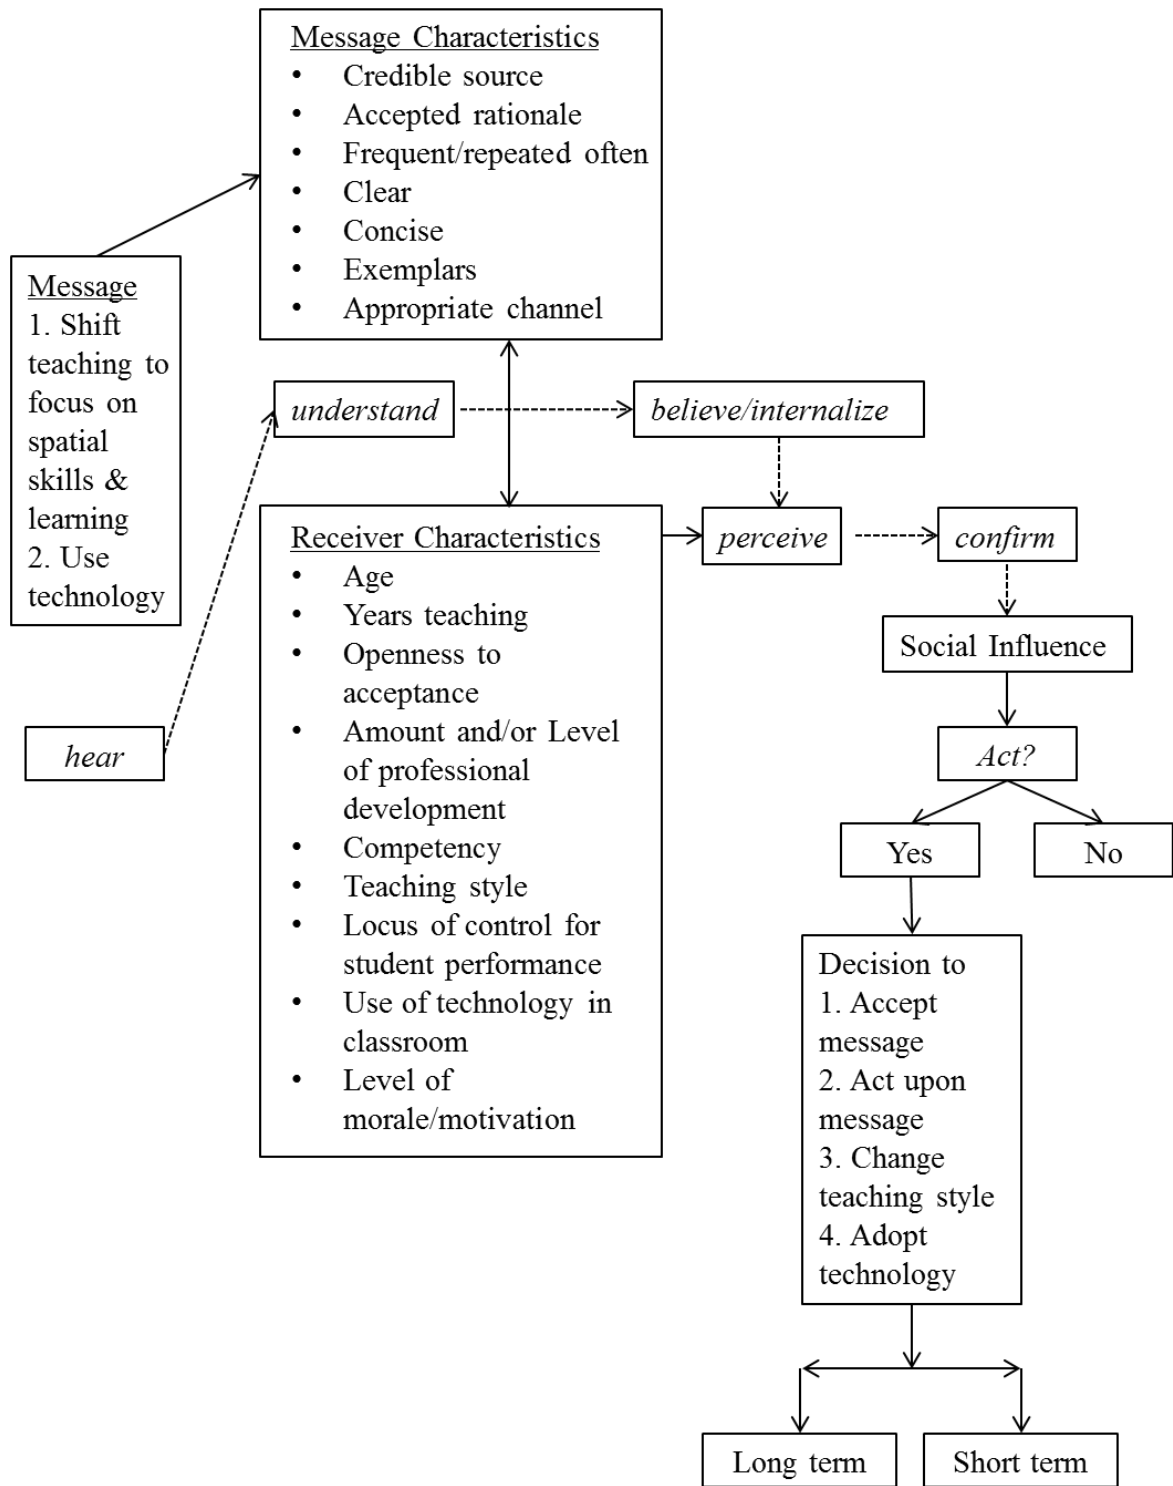 Message Characteristics
• Credible source
• Accepted rationale
• Frequent/repeated often
• Clear
• Concise
• Exemplars
• Appropriate channel
Message
1. Shift
teaching to
focus on
spatial
skills &
learning
2. Use
technology
hear
understand
believe/internalize
Receiver Characteristics
• Age
• Years teaching
• Openness to
acceptance
• Amount and/or Level
of professional
development
• Competency
• Teaching style
• Locus of control for
student performance
• Use of technology in
classroom
• Level of
morale/motivation
perceive
confirm
Social Influence
Act?
Yes
No
Decision to
1. Accept
message
2. Act upon
message
3. Change
teaching style
4. Adopt
technology
Long term
Short term